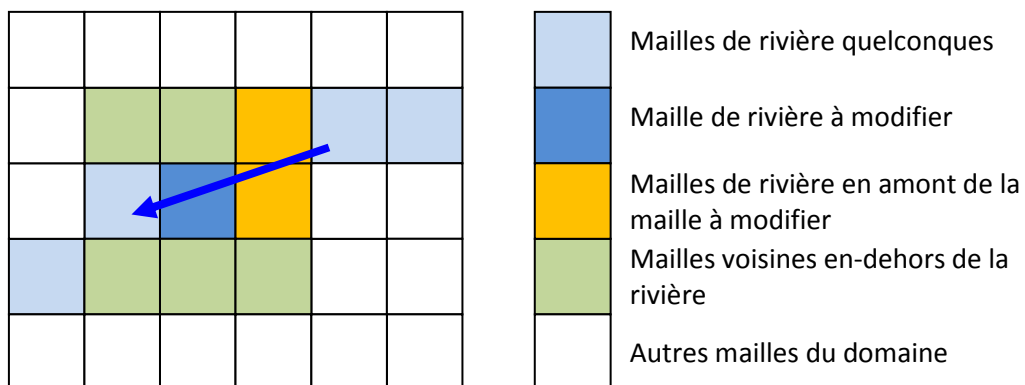 Mailles de rivière quelconques
Maille de rivière à modifier
Mailles de rivière en amont de la
maille à modifier
Mailles voisines en-dehors de la
rivière
Autres mailles du domaine